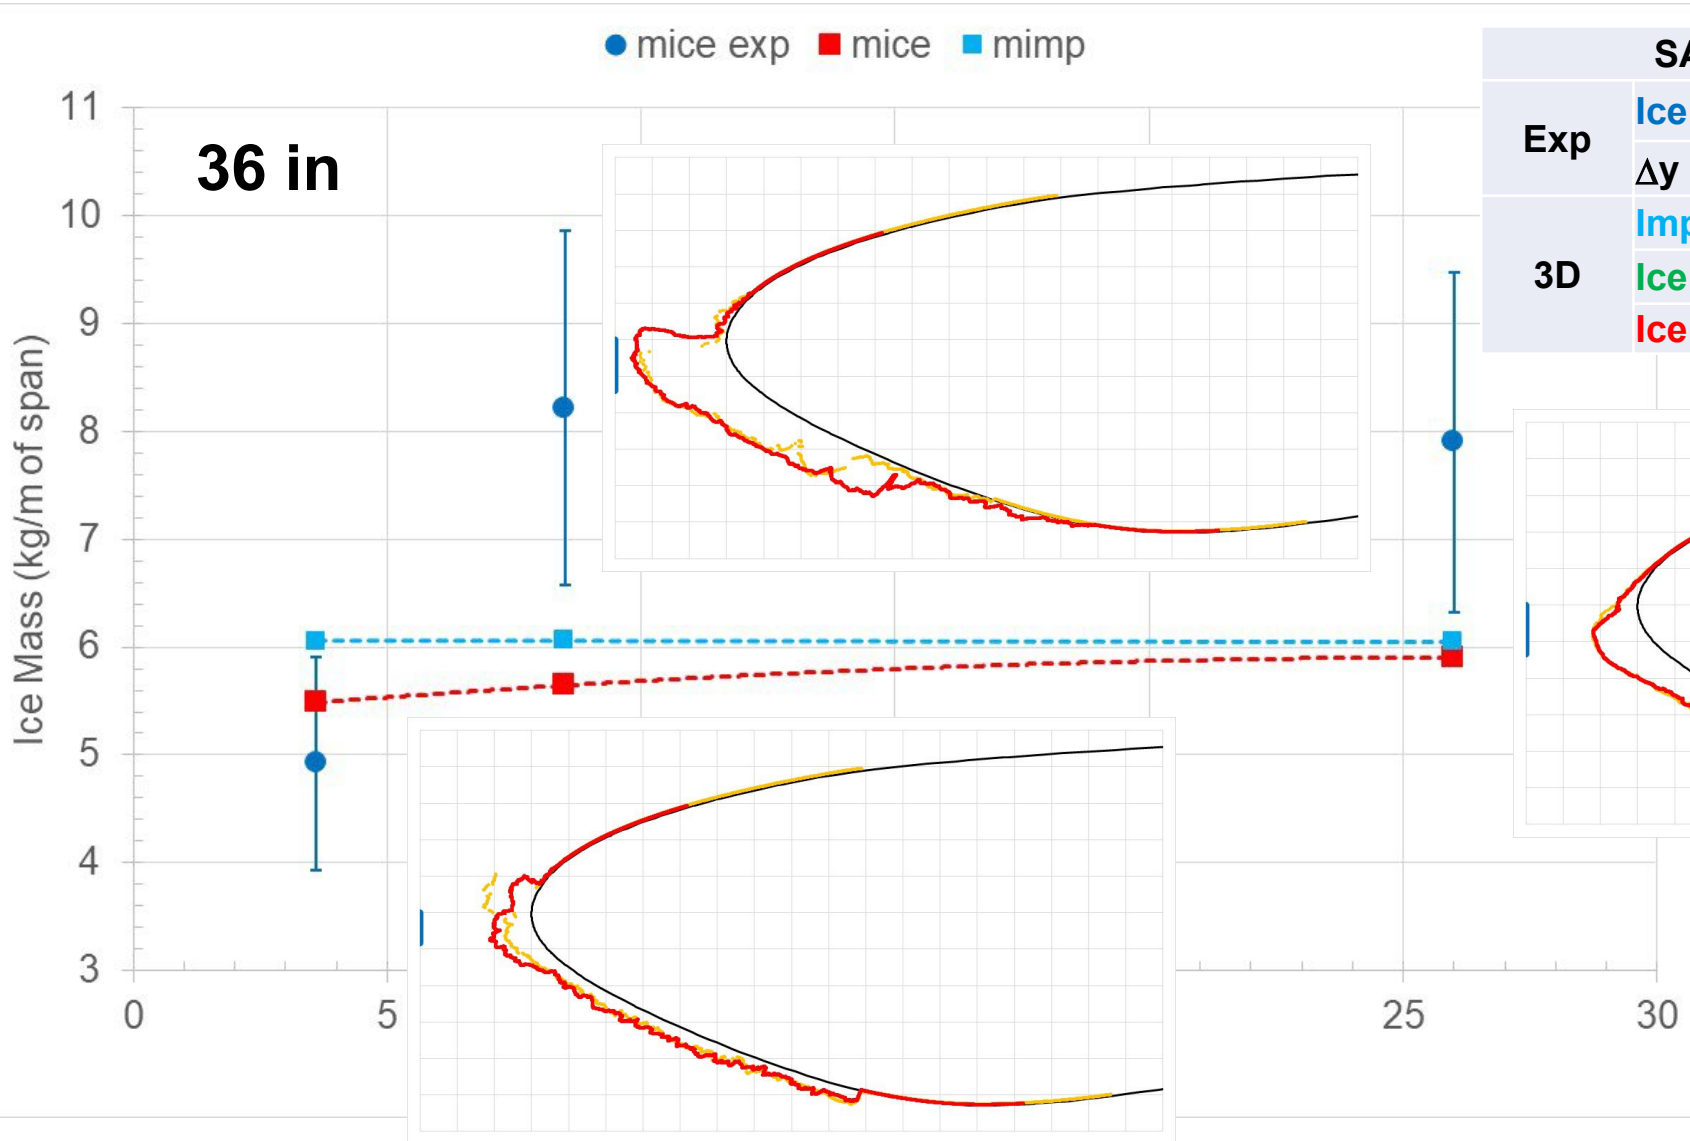 mice exp mice mimp
SA
Exp
Ice
Δy
3D
Imp
Ice
Ice
36 in
Ice Mass (kg/m of span)
11
10
9
8
7
6
5
4
3
0 5 25 30